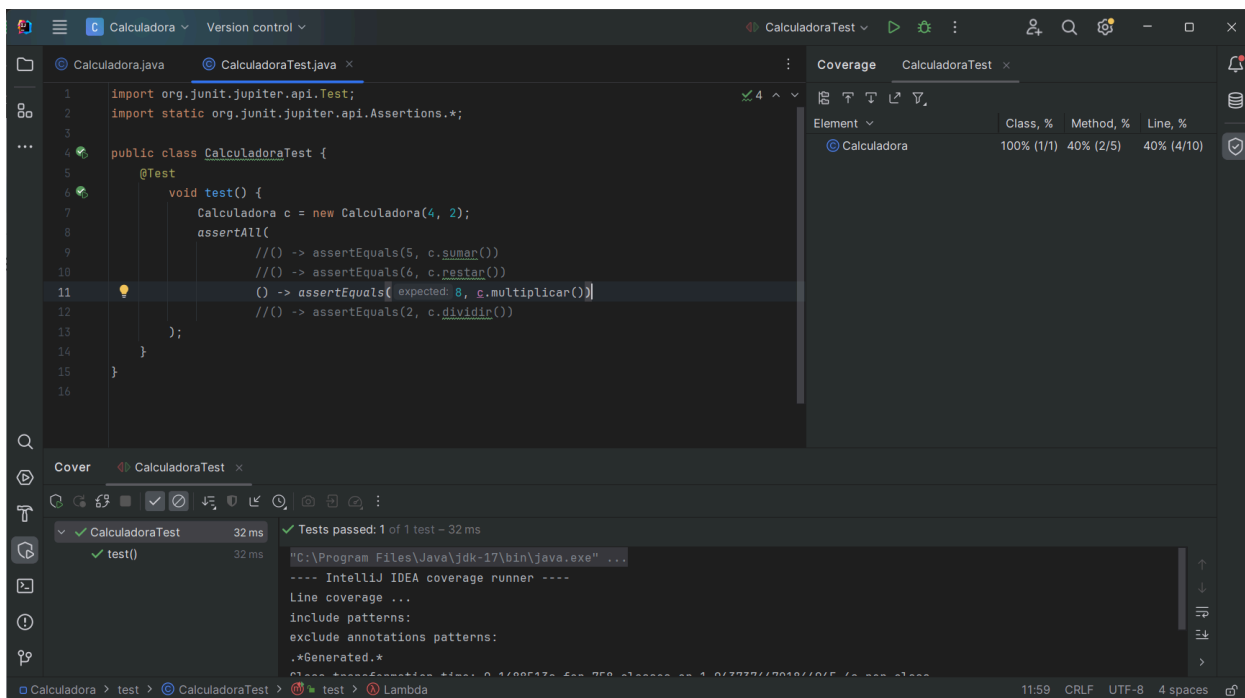 C Calculadora Version control CalculadoraTest
Calculadora.java CalculadoraTest.java
Coverage CalculadoraTest
1 import org.junit.jupiter.api.Test; 4
2 import static org.junit.jupiter.api.Assertions.*;
3
4 public class CalculadoraTest {
5 @Test
6 void test() {
7 Calculadora c = new Calculadora(4, 2);
8 assertAll(
9 //() -> assertEquals(5, c.sumar())
10 //() -> assertEquals(6, c.restar())
11 () -> assertEquals( expected: 8, c.multiplicar())
12 //() -> assertEquals(2, c.dividir())
13 );
14 }
15 }
16
Element Class, % Method, % Line, %
Calculadora 100% (1/1) 40% (2/5) 40% (4/10)
Cover CalculadoraTest
CalculadoraTest 32 ms
test() 32 ms
Tests passed: 1 of 1 test – 32 ms
"C:\Program Files\Java\jdk-17\bin\java.exe" ...
---- IntelliJ IDEA coverage runner ----
Line coverage ...
include patterns:
exclude annotations patterns:
.*Generated.*
Calculadora > test > CalculadoraTest > test > Lambda
11:59 CRLF UTF-8 4 spaces